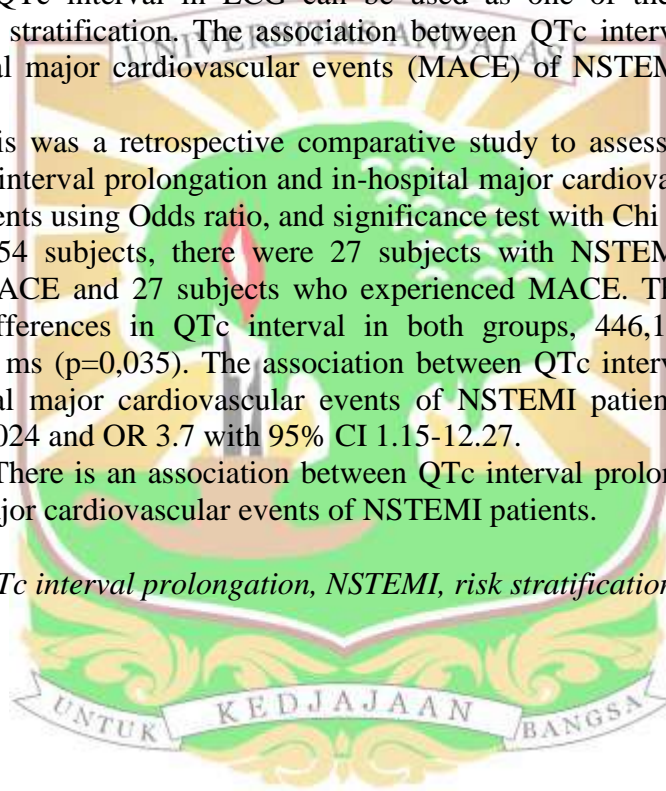 QTc interval in ECG can be used as one of the
stratification. The association between QTc interv
UNIVERSITAS ANDALAS
al major cardiovascular events (MACE) of NSTEM
is was a retrospective comparative study to assess
interval prolongation and in-hospital major cardiova
ents using Odds ratio, and significance test with Chi
54 subjects, there were 27 subjects with NSTEM
ACE and 27 subjects who experienced MACE. Th
fferences in QTc interval in both groups, 446,1
ms (p=0,035). The association between QTc interv
al major cardiovascular events of NSTEMI patient
024 and OR 3.7 with 95% CI 1.15-12.27.
There is an association between QTc interval prolon
jor cardiovascular events of NSTEMI patients.
Tc interval prolongation, NSTEMI, risk stratification
UNTUK KEDJAJAAN BANGSA